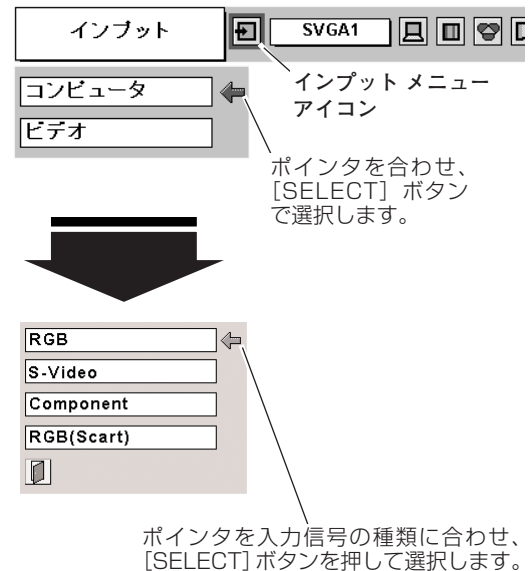 インプット
SVGA1
インプット メニュー
アイコン
コンピュータ
ビデオ
ポインタを合わせ、
［SELECT］ボタン
で選択します。
RGB
S-Video
Component
RGB(Scart)
ポインタを入力信号の種類に合わせ、
［SELECT］ボタンを押して選択します。